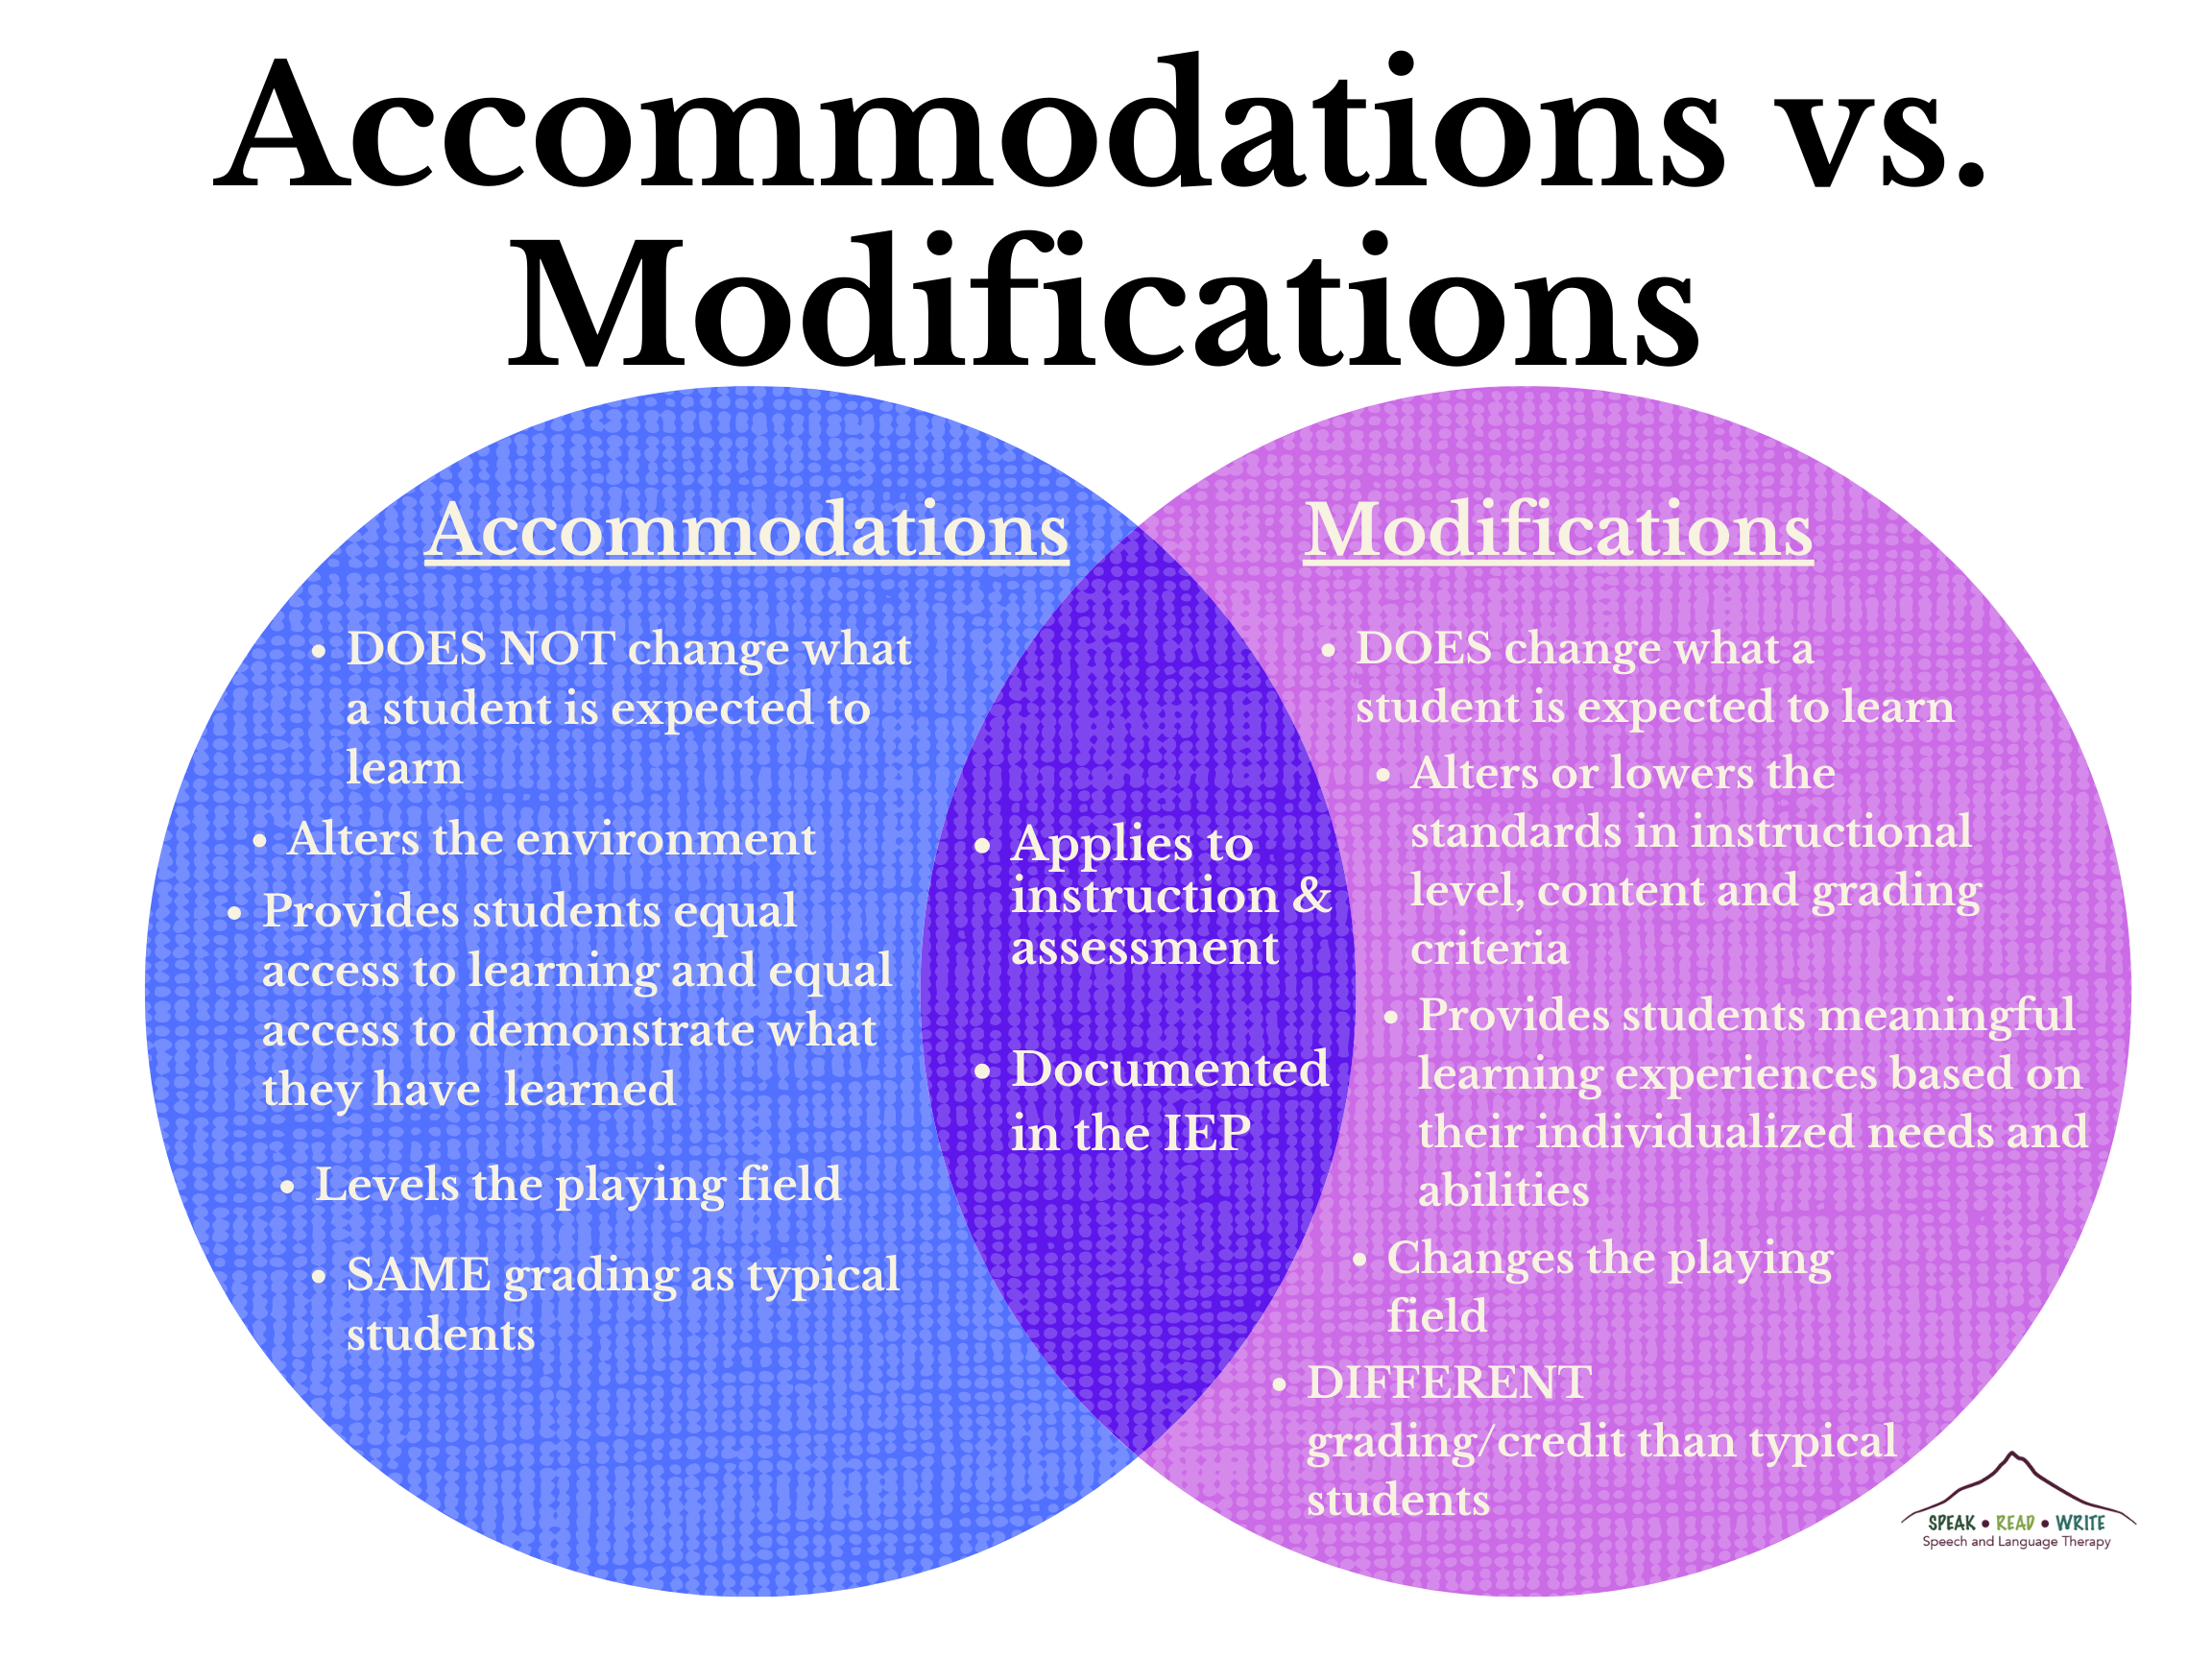 Accommodations vs.
Modifications
Accommodations
• DOES NOT change what
a student is expected to
learn
• Alters the environment
• Provides students equal
access to learning and equal
access to demonstrate what
they have learned
• Levels the playing field
• SAME grading as typical
students
• Applies to
instruction &
assessment
• Documented
in the IEP
Modifications
• DOES change what a
student is expected to learn
• Alters or lowers the
standards in instructional
level, content and grading
criteria
• Provides students meaningful
learning experiences based on
their individualized needs and
abilities
• Changes the playing
field
• DIFFERENT
grading/credit than typical
students
SPEAK • READ • WRITE
Speech and Language Therapy